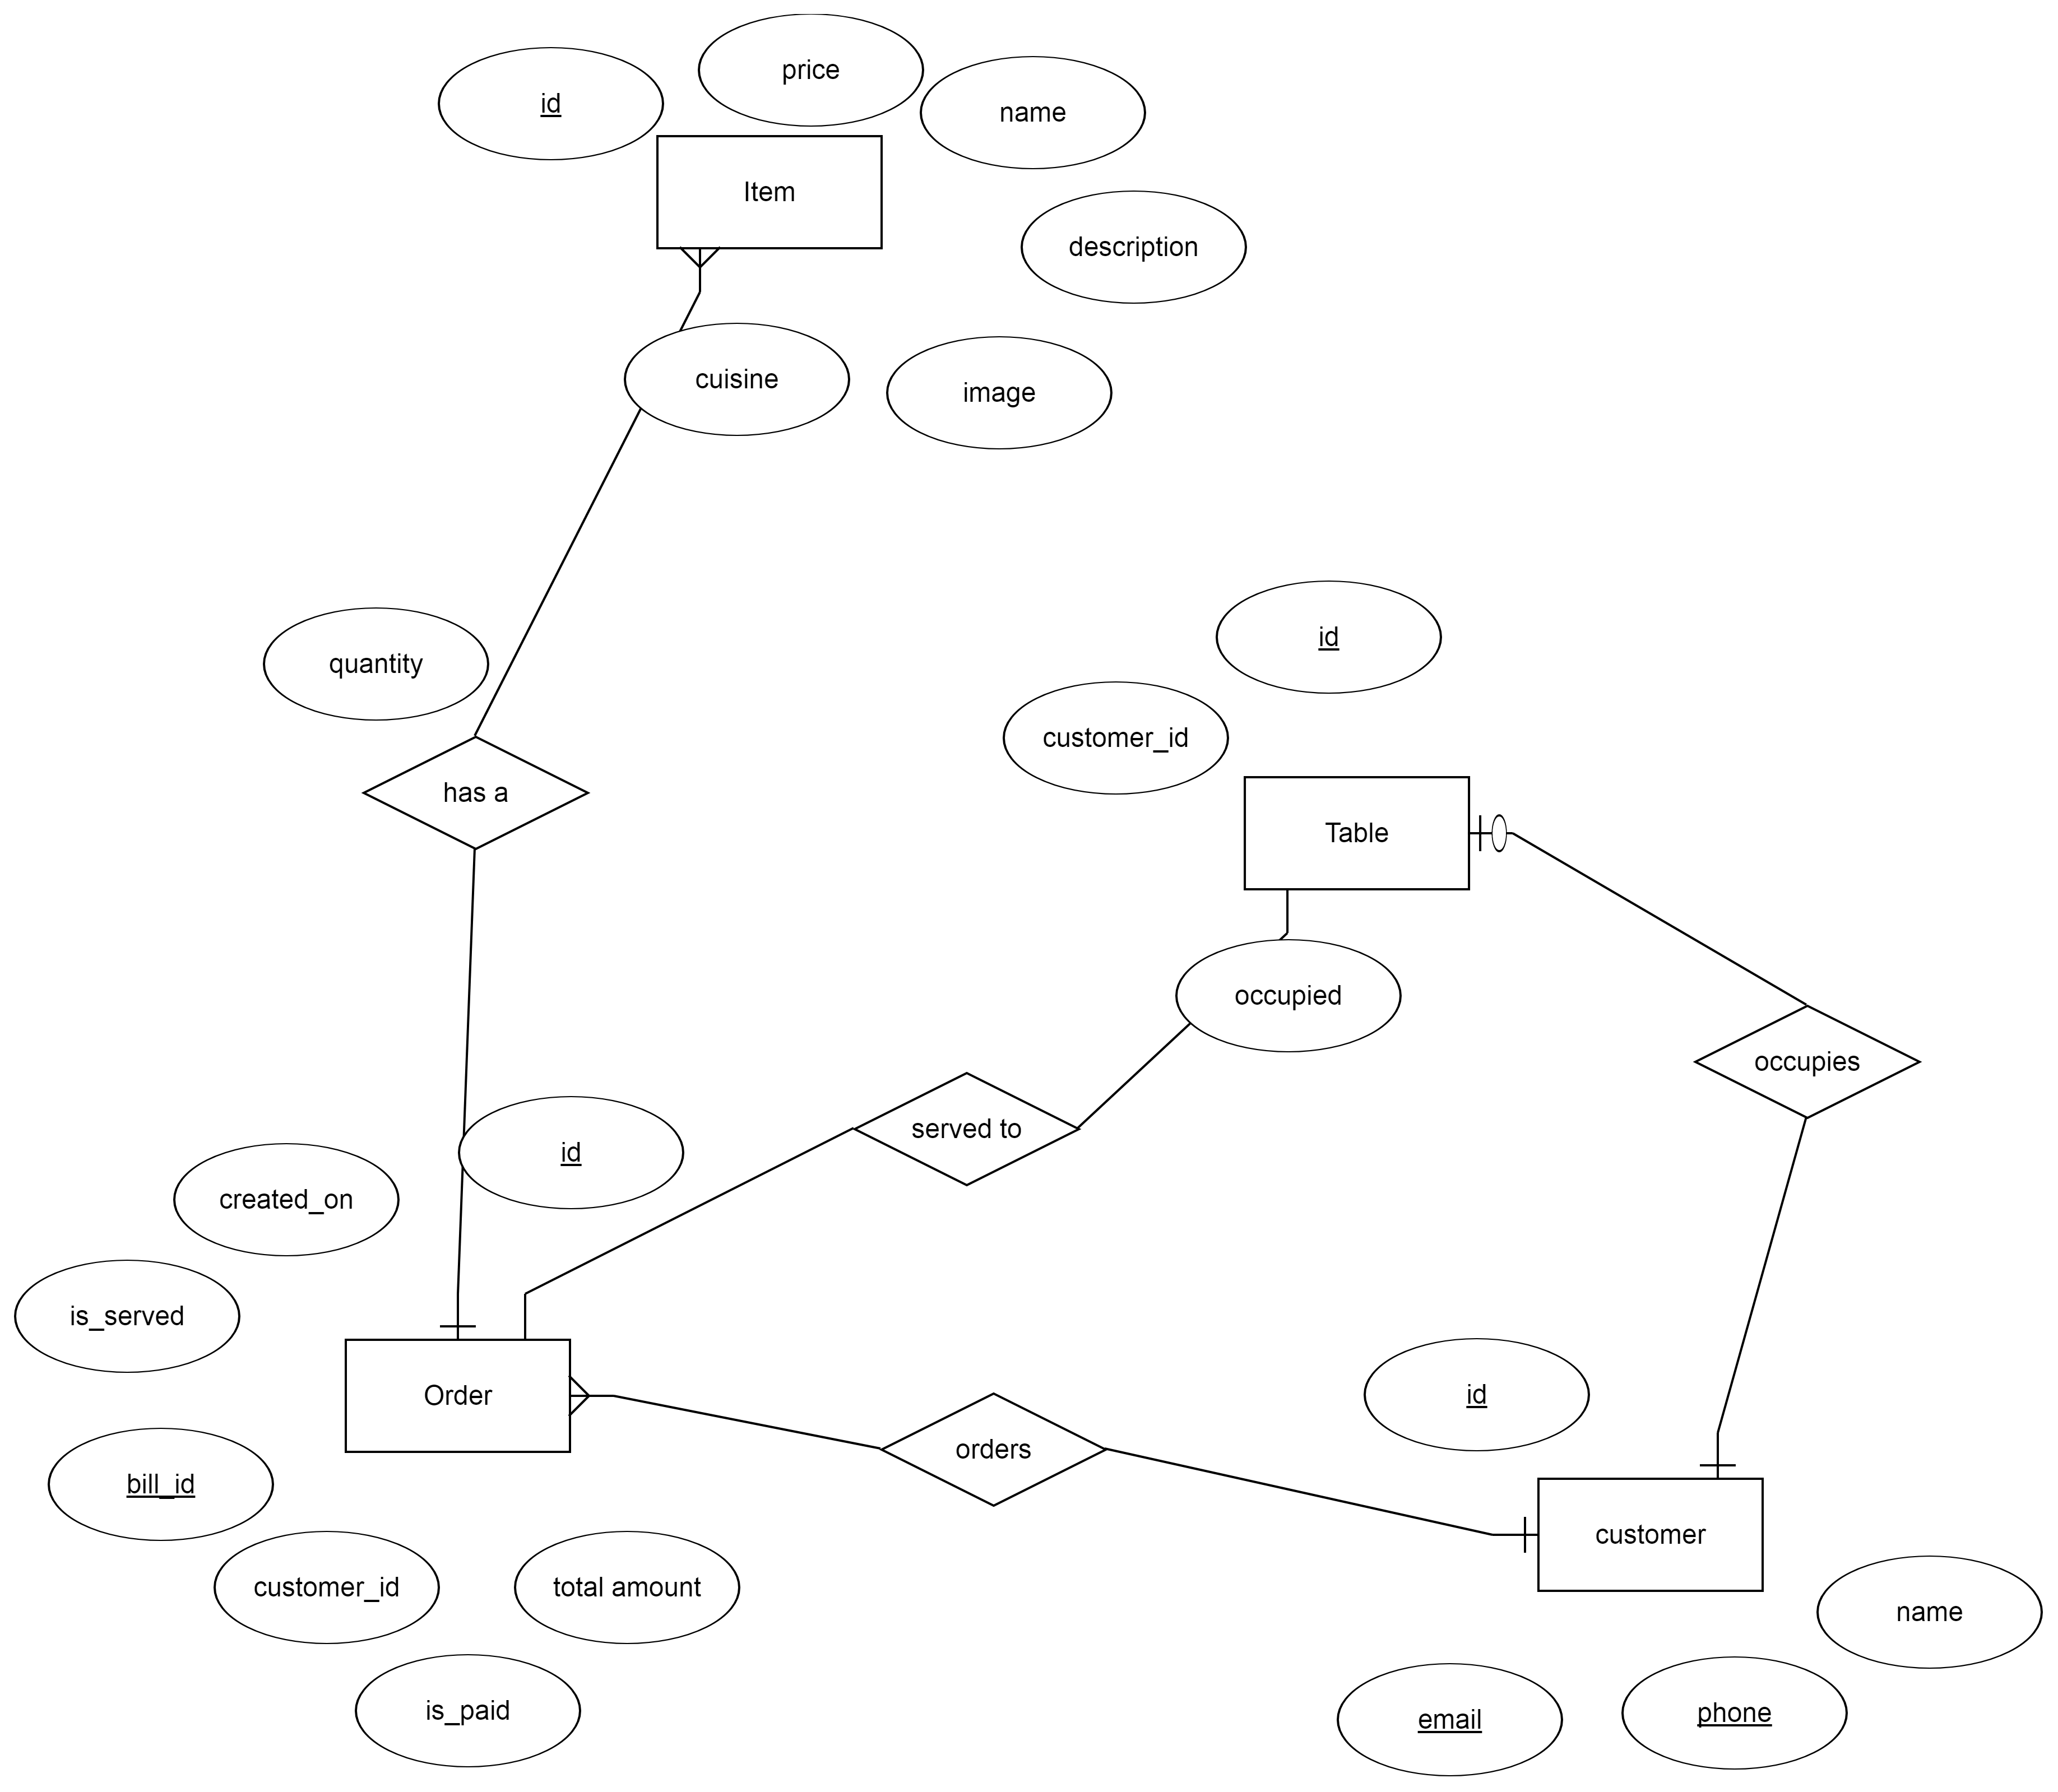 price
id
name
Item
description
cuisine
image
id
quantity
customer_id
has a
Table
occupied
occupies
served to
id
created_on
is_served
Order
id
orders
bill_id
customer
customer_id
total amount
name
is_paid
phone
email